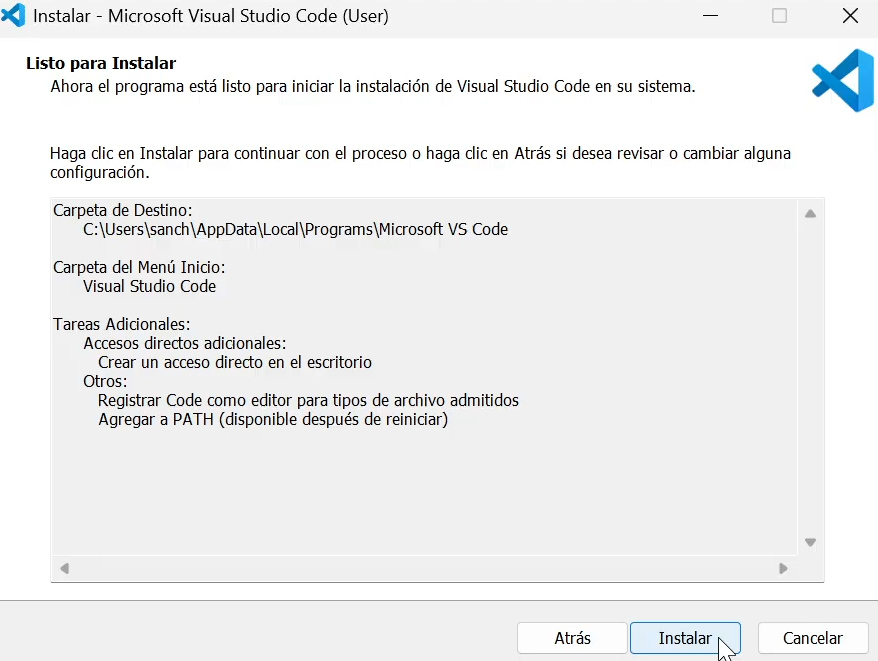 Instalar - Microsoft Visual Studio Code (User)
Listo para Instalar
Ahora el programa está listo para iniciar la instalación de Visual Studio Code en su sistema.
Haga clic en Instalar para continuar con el proceso o haga clic en Atrás si desea revisar o cambiar alguna
configuración.
Carpeta de Destino:
C:\Users\sanch\AppData\Local\Programs\Microsoft VS Code
Carpeta del Menú Inicio:
Visual Studio Code
Tareas Adicionales:
Accesos directos adicionales:
Crear un acceso directo en el escritorio
Otros:
Registrar Code como editor para tipos de archivo admitidos
Agregar a PATH (disponible después de reiniciar)
Atrás Instalar Cancelar